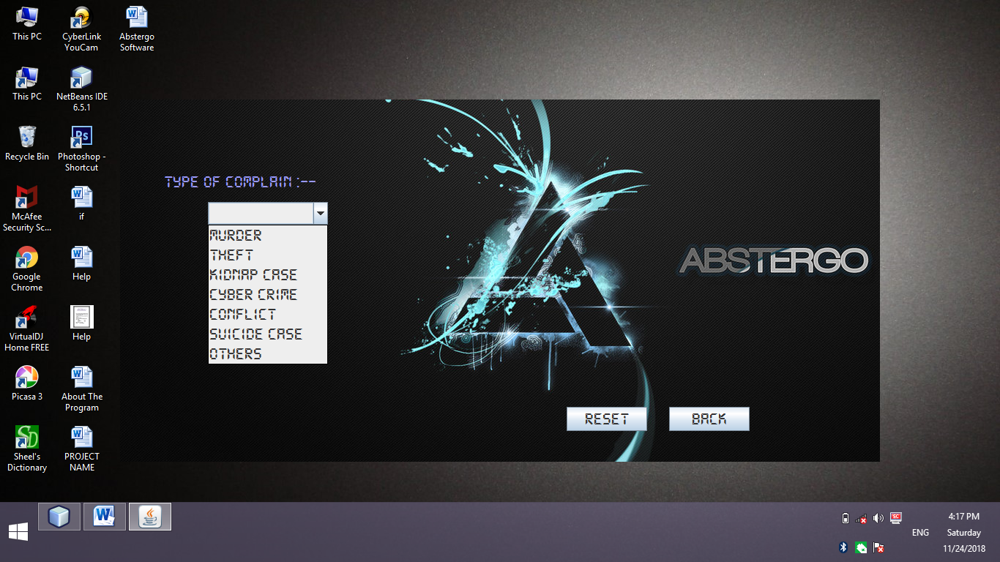 This PC
CyberLink
YouCam
Abstergo
Software
This PC
NetBeans IDE
6.5.1
Recycle Bin
Ps
Photoshop -
Shortcut
McAfee
Security Sc...
if
Google
Chrome
Help
VirtualDJ
Home FREE
Help
Picasa 3
About The
Program
SD
Sheel's
Dictionary
PROJECT
NAME
TYPE OF COMPLAIN :--
MURDER
THEFT
KIDNAP CASE
CYBER CRIME
CONFLICT
SUICIDE CASE
OTHERS
ABSTERGO
RESET
BACK
SC
ENG
4:17 PM
Saturday
11/24/2018